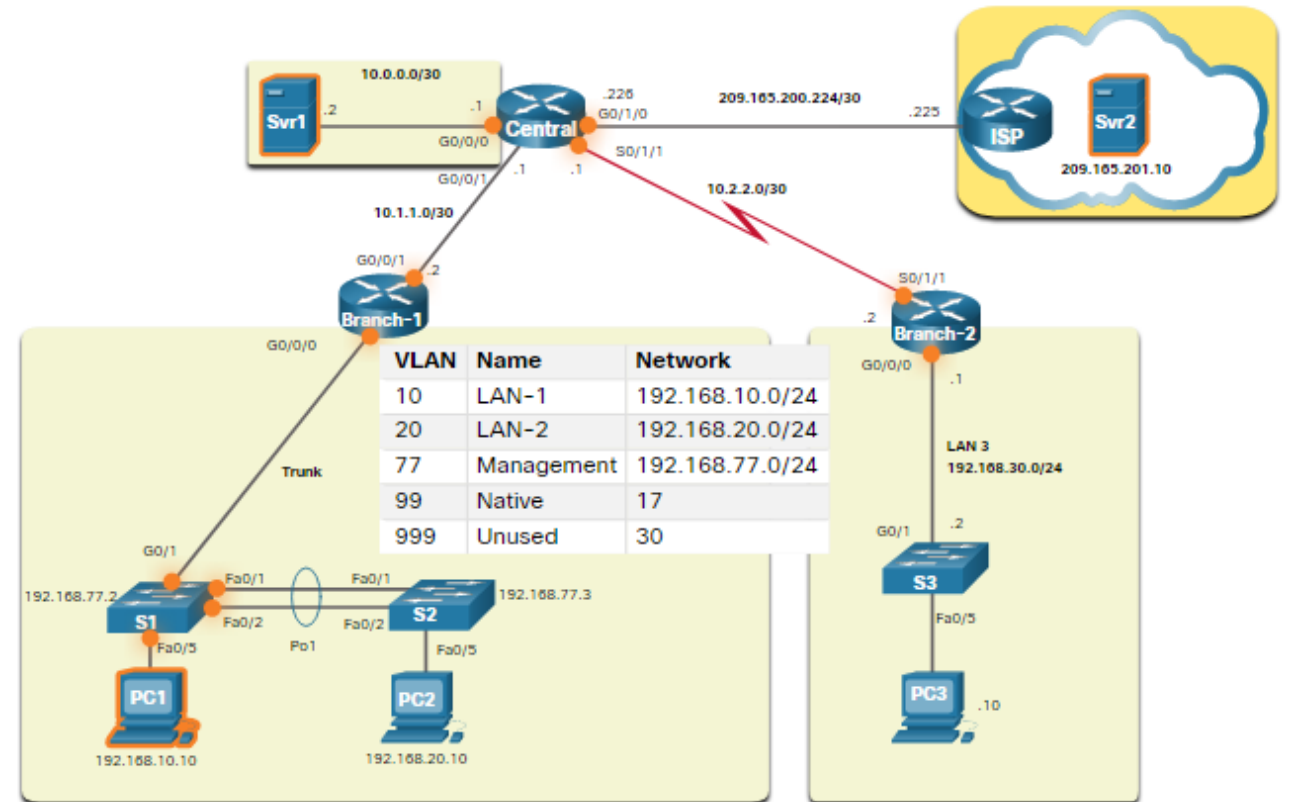 10.0.0.0/30
Svr1
.2
.1
G0/0/0
Central
.226
G0/1/0
209.165.200.224/30
.225
ISP
Svr2
209.165.201.10
S0/1/1
G0/0/1
.1
.1
10.2.2.0/30
10.1.1.0/30
G0/0/1
.2
Branch-1
G0/0/0
S0/1/1
.2
Branch-2
G0/0/0
.1
VLAN Name Network
10 LAN-1 192.168.10.0/24
20 LAN-2 192.168.20.0/24
77 Management 192.168.77.0/24
99 Native 17
999 Unused 30
Trunk
LAN 3
192.168.30.0/24
G0/1
192.168.77.2
S1
Fa0/1
Fa0/2
Fa0/1
Fa0/2
Po1
S2
192.168.77.3
Fa0/5
PC1
192.168.10.10
Fa0/5
PC2
192.168.20.10
G0/1
.2
S3
Fa0/5
PC3
.10